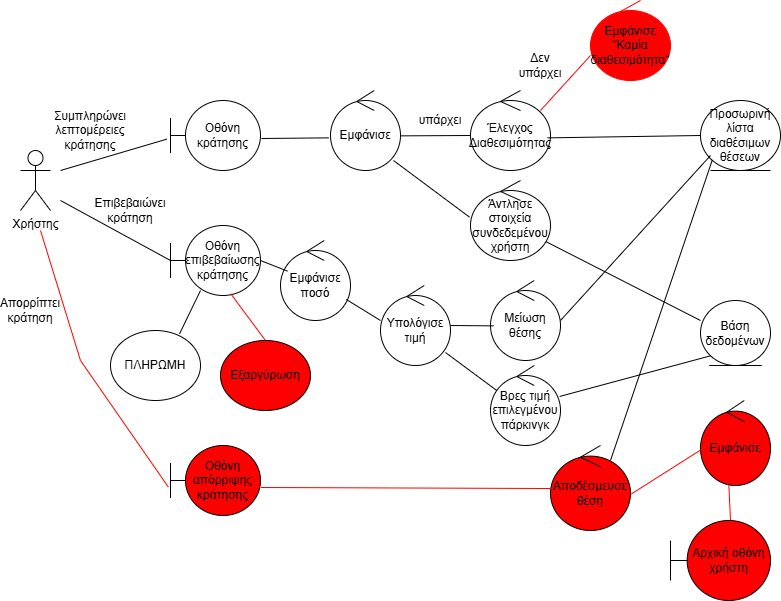 Εμφάνισε
"Καμία
διαθεσιμότητα"
Δεν
υπάρχει
Συμπληρώνει
λεπτομέρειες
κράτησης
Οθόνη
κράτησης
Εμφάνισε
υπάρχει
Έλεγχος
Διαθεσιμότητας
Προσωρινή
λίστα
διαθέσιμων
θέσεων
Χρήστης
Επιβεβαιώνει
κράτηση
Άντλησε
στοιχεία
συνδεδεμένου
χρήστη
Οθόνη
επιβεβαίωσης
κράτησης
Εμφάνισε
ποσό
Απορρίπτει
κράτηση
Υπολόγισε
τιμή
Μείωση
θέσης
Βάση
δεδομένων
ΠΛΗΡΩΜΗ
Εξαργύρωση
Βρες τιμή
επιλεγμένου
πάρκινγκ
Οθόνη
απόρριψης
κράτησης
Αποδέσμευσε
θέση
Εμφάνισε
Αρχική οθόνη
χρήστη